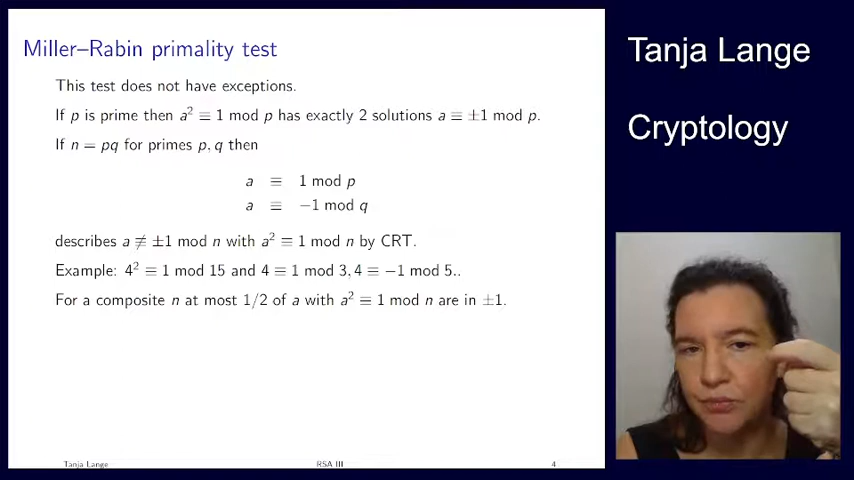 Miller–Rabin primality test
This test does not have exceptions.
If p is prime then a² ≡ 1 mod p has exactly 2 solutions a ≡ ±1 mod p.
If n = pq for primes p, q then
a ≡ 1 mod p
a ≡ −1 mod q
describes a ≢ ±1 mod n with a² ≡ 1 mod n by CRT.
Example: 4² ≡ 1 mod 15 and 4 ≡ 1 mod 3, 4 ≡ −1 mod 5..
For a composite n at most 1/2 of a with a² ≡ 1 mod n are in ±1.
Tanja Lange RSA III 4
Tanja Lange
Cryptology